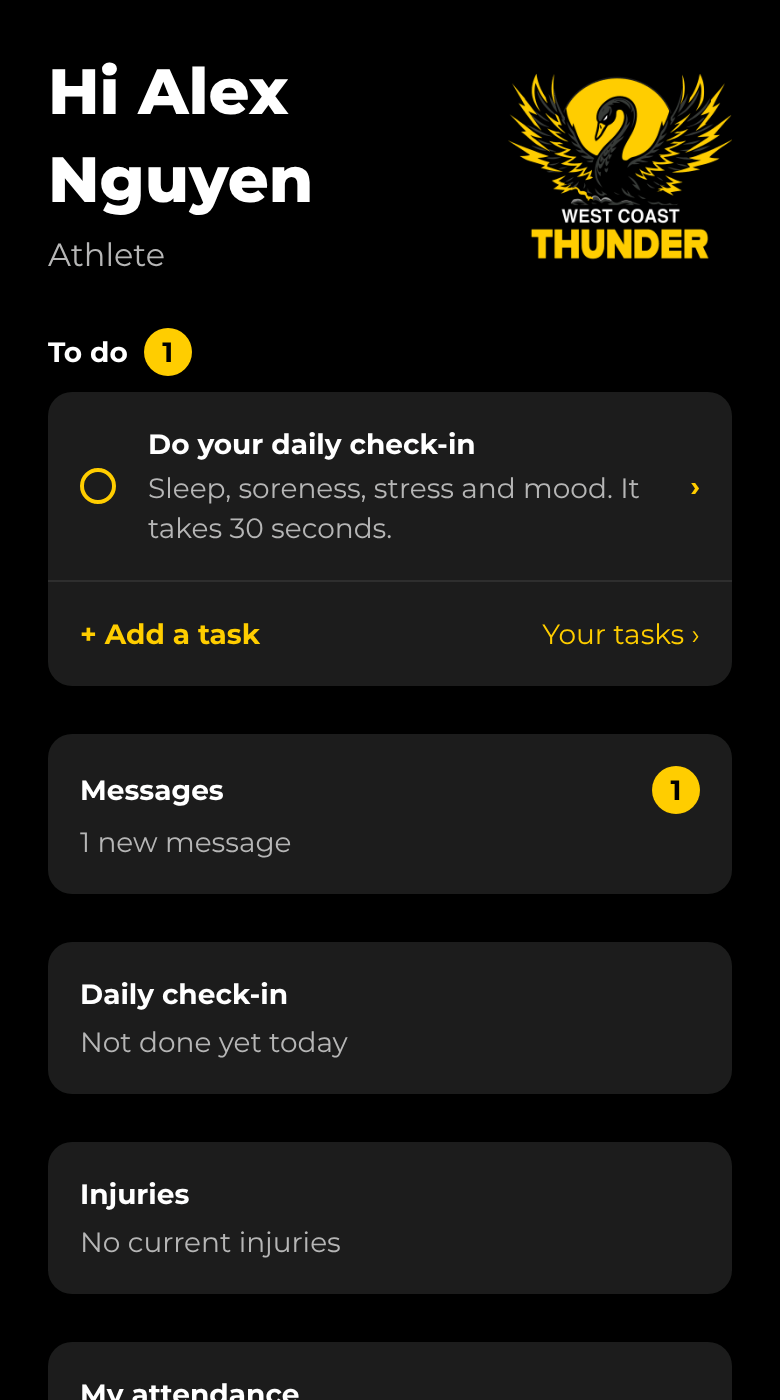 Hi Alex
Nguyen
Athlete
WEST COAST
THUNDER
To do 1
Do your daily check-in
Sleep, soreness, stress and mood. It
takes 30 seconds.
›
+ Add a task
Your tasks ›
Messages
1
1 new message
Daily check-in
Not done yet today
Injuries
No current injuries
My attendance